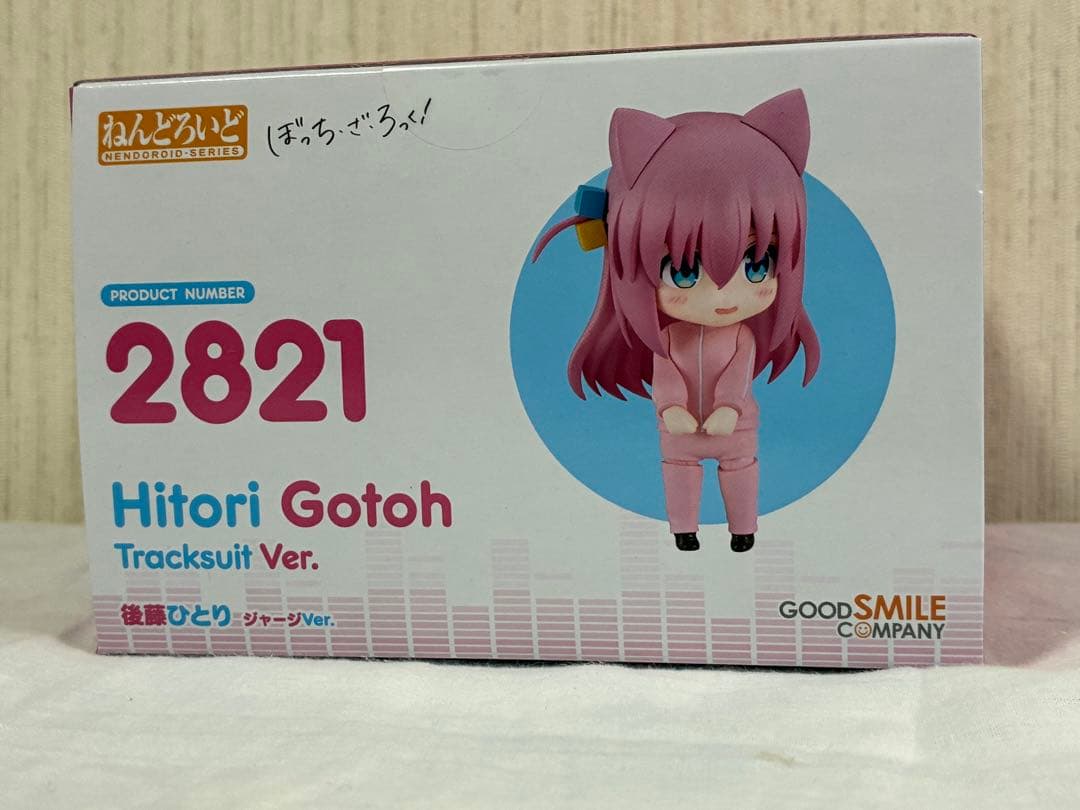 ねんどろいど
NENDOROID·SERIES
ぼっち・ざ・ろっく!
PRODUCT NUMBER
2821
Hitori Gotoh
Tracksuit Ver.
後藤ひとり ジャージVer.
GOOD SMILE
COMPANY